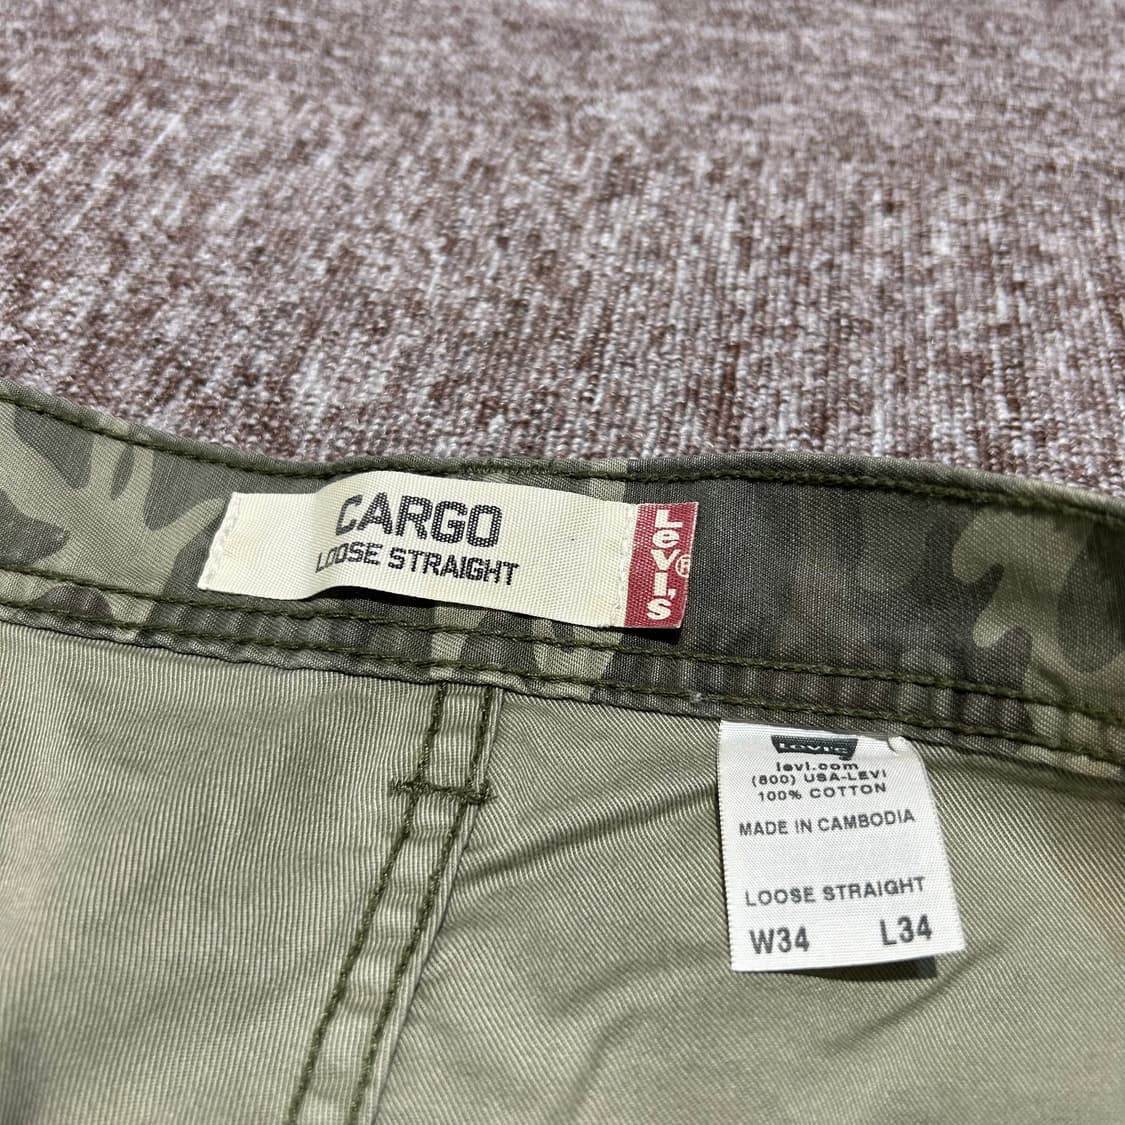 CARGO
LOOSE STRAIGHT
Levi's®
Levi's
levi.com
(800) USA-LEVI
100% COTTON
MADE IN CAMBODIA
LOOSE STRAIGHT
W34 L34